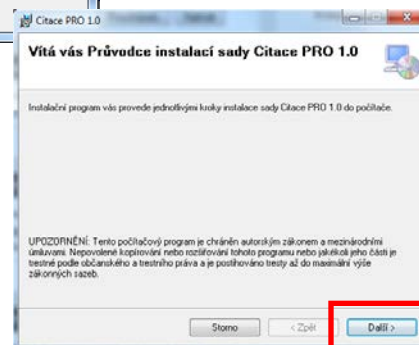 Citace PRO 1.0
Vítá vás Průvodce instalací sady Citace PRO 1.0
Instalační program vás provede jednotlivými kroky instalace sady Citace PRO 1.0 do počítače.
UPOZORNĚNÍ: Tento počítačový program je chráněn autorským zákonem a mezinárodními
úmluvami. Nepovolené kopírování nebo rozšiřování tohoto programu nebo jakékoli jeho části je
trestné podle občanského a trestního práva a je postihováno tresty až do maximální výše
zákonných sazeb.
Storno
< Zpět
Další >